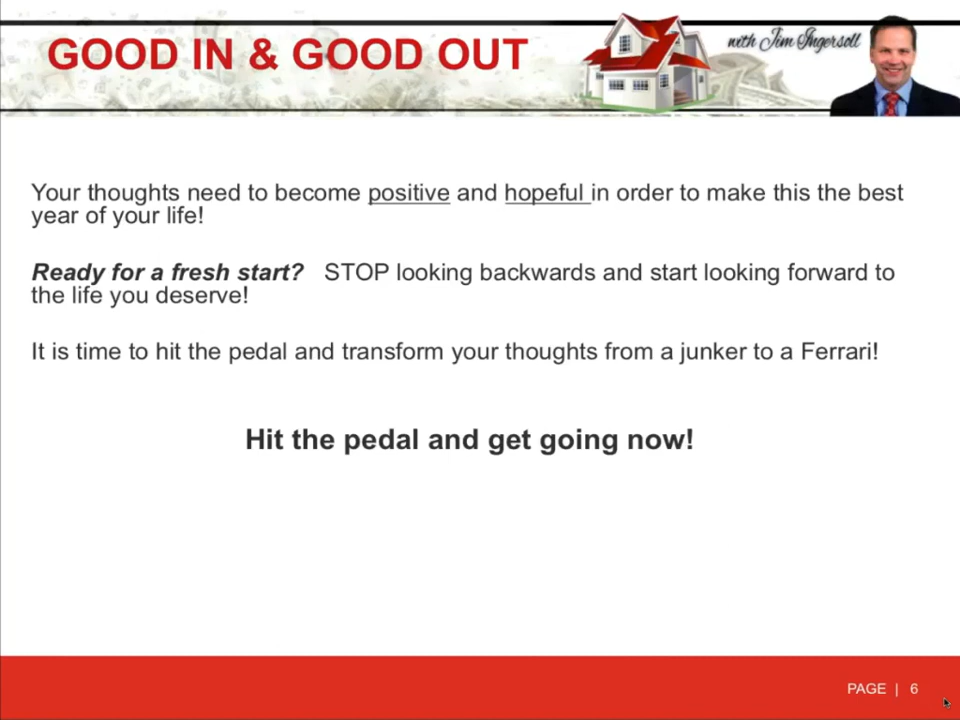 GOOD IN & GOOD OUT
with Jim Ingersoll
Your thoughts need to become positive and hopeful in order to make this the best
year of your life!
Ready for a fresh start? STOP looking backwards and start looking forward to
the life you deserve!
It is time to hit the pedal and transform your thoughts from a junker to a Ferrari!
Hit the pedal and get going now!
PAGE | 6